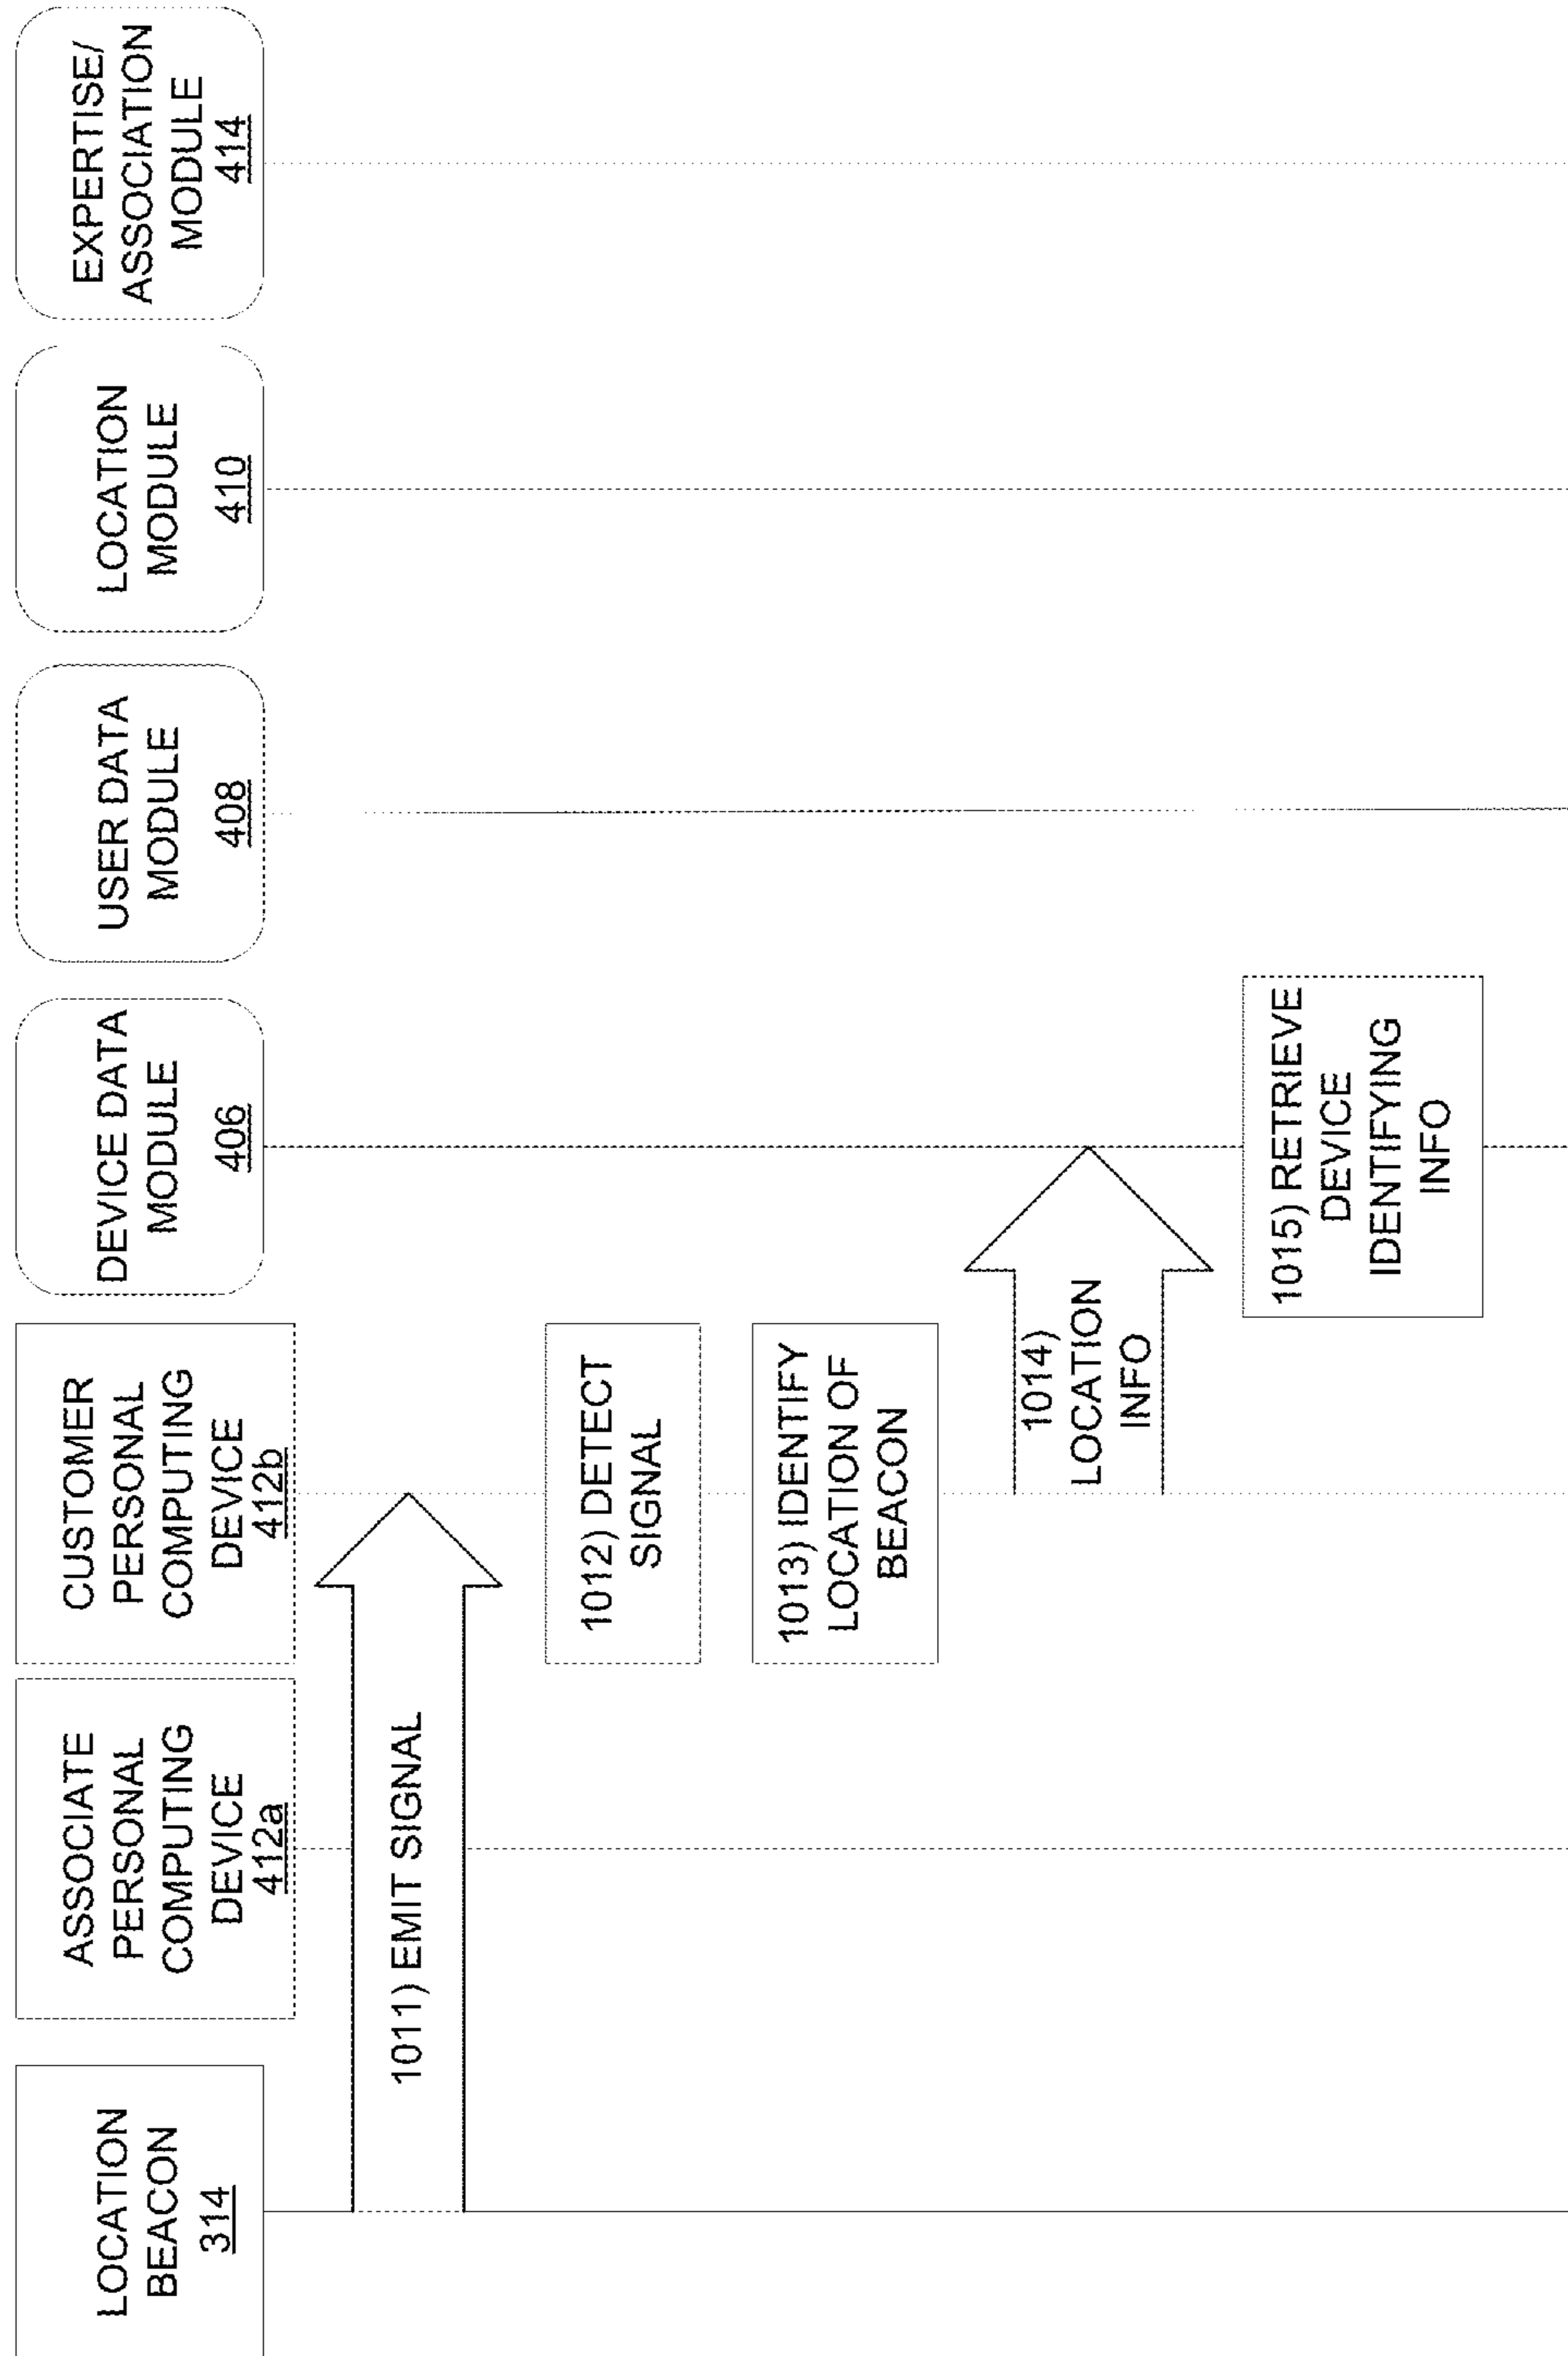 LOCATION
BEACON
314
ASSOCIATE
PERSONAL
COMPUTING
DEVICE
412a
CUSTOMER
PERSONAL
COMPUTING
DEVICE
412b
DEVICE DATA
MODULE
406
USER DATA
MODULE
408
LOCATION
MODULE
410
EXPERTISE/
ASSOCIATION
MODULE
414
1011) EMIT SIGNAL
1012) DETECT
SIGNAL
1013) IDENTIFY
LOCATION OF
BEACON
1014)
LOCATION
INFO
1015) RETRIEVE
DEVICE
IDENTIFYING
INFO